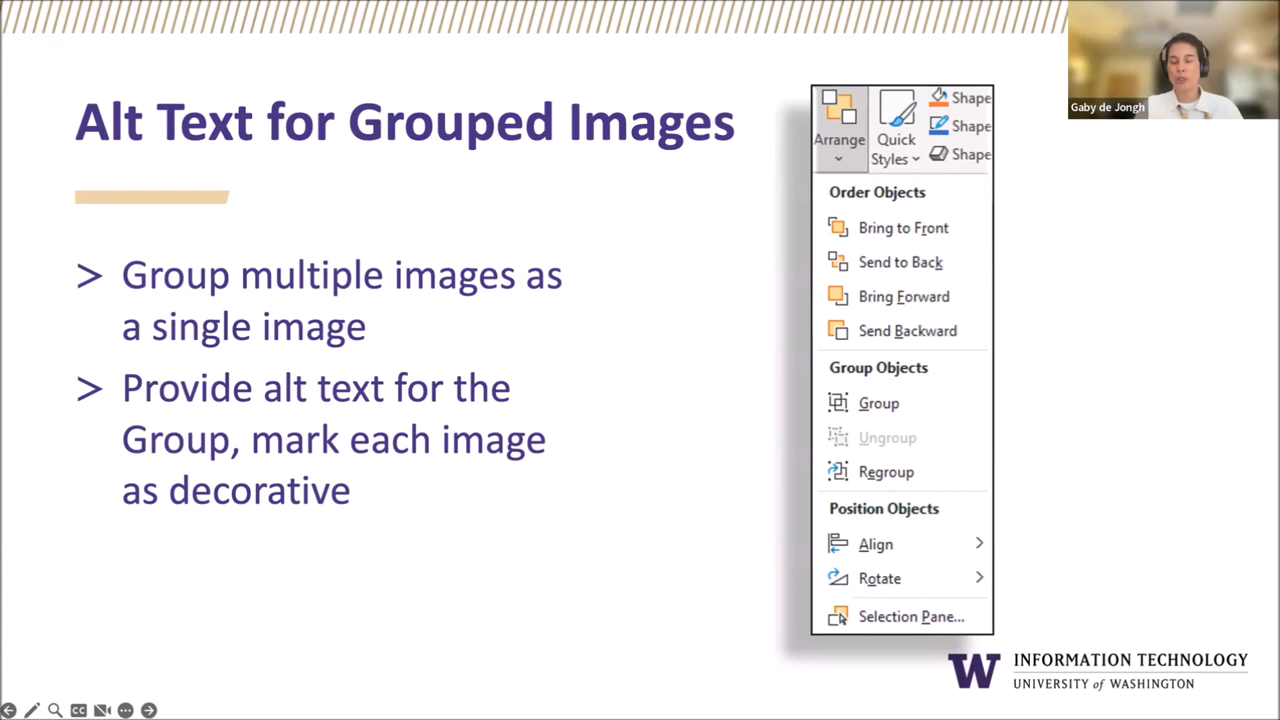 Alt Text for Grouped Images
> Group multiple images as
a single image
> Provide alt text for the
Group, mark each image
as decorative
Arrange
Quick
Styles
Shape
Shape
Shape
Order Objects
Bring to Front
Send to Back
Bring Forward
Send Backward
Group Objects
Group
Ungroup
Regroup
Position Objects
Align
Rotate
Selection Pane...
Gaby de Jongh
W
INFORMATION TECHNOLOGY
UNIVERSITY of WASHINGTON
CC